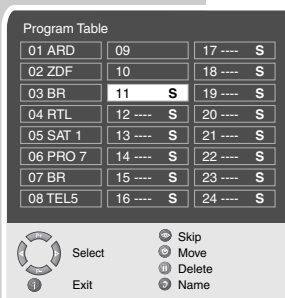 Program Table
01 ARD 09 17 ---- S
02 ZDF 10 18 ---- S
03 BR 11 S 19 ---- S
04 RTL 12 ---- S 20 ---- S
05 SAT 1 13 ---- S 21 ---- S
06 PRO 7 14 ---- S 22 ---- S
07 BR 15 ---- S 23 ---- S
08 TEL5 16 ---- S 24 ---- S
Select
Skip
Move
Delete
Exit
Name